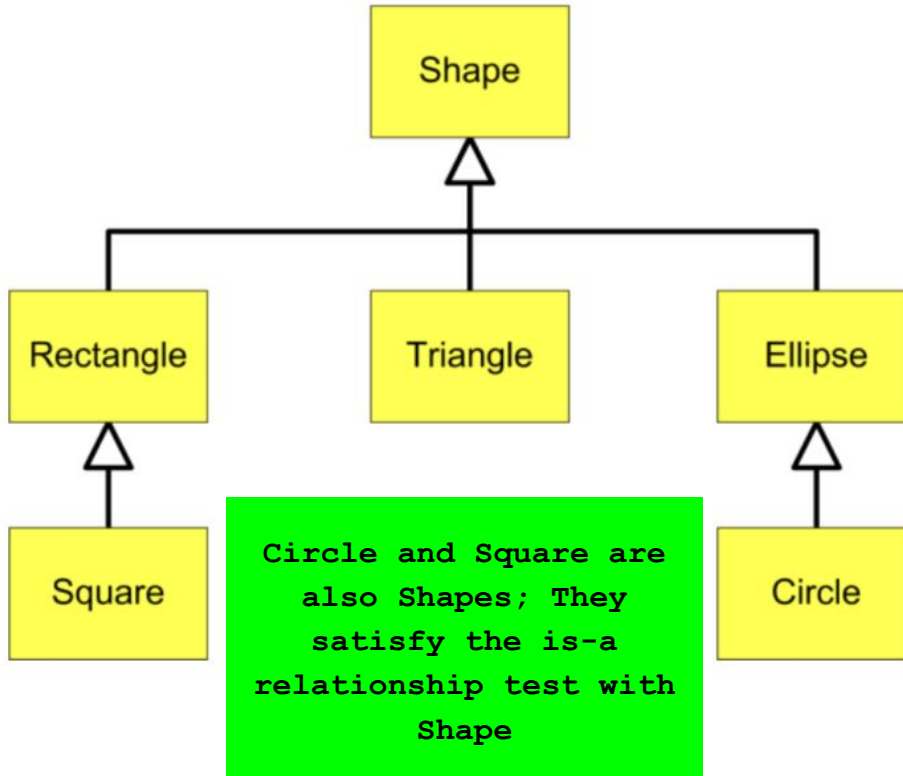 Shape
Rectangle
Triangle
Ellipse
Square
Circle and Square are
also Shapes; They
satisfy the is-a
relationship test with
Shape
Circle